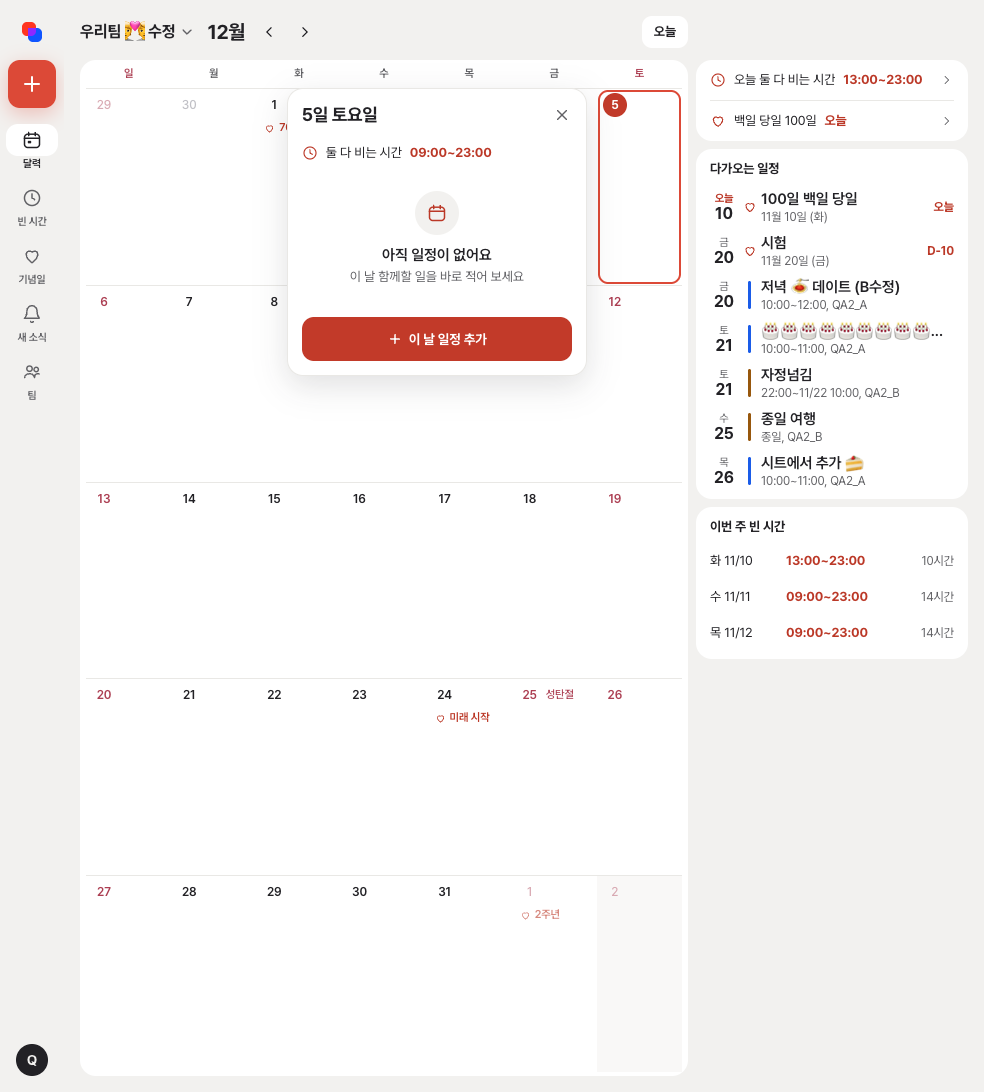 우리팀 👩‍❤️‍👨 수정
12월
오늘
달력
빈 시간
기념일
새 소식
팀
Q
일 월 화 수 목 금 토
29 30 1 5
5일 토요일
둘 다 비는 시간 09:00~23:00
아직 일정이 없어요
이 날 함께할 일을 바로 적어 보세요
+ 이 날 일정 추가
6 7 8 12
13 14 15 16 17 18 19
20 21 22 23 24 25 성탄절 26
미래 시작
27 28 29 30 31 1 2
2주년
오늘 둘 다 비는 시간 13:00~23:00
백일 당일 100일 오늘
다가오는 일정
오늘
10
100일 백일 당일
11월 10일 (화)
오늘
금
20
시험
11월 20일 (금)
D-10
금
20
저녁 🍝 데이트 (B수정)
10:00~12:00, QA2_A
토
21
🎂🎂🎂🎂🎂🎂🎂🎂🎂...
10:00~11:00, QA2_A
토
21
자정넘김
22:00~11/22 10:00, QA2_B
수
25
종일 여행
종일, QA2_B
목
26
시트에서 추가 🍰
10:00~11:00, QA2_A
이번 주 빈 시간
화 11/10 13:00~23:00 10시간
수 11/11 09:00~23:00 14시간
목 11/12 09:00~23:00 14시간